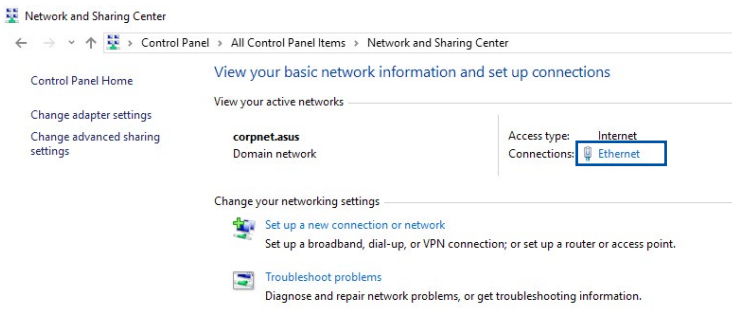 Network and Sharing Center
Control Panel > All Control Panel Items > Network and Sharing Center
Control Panel Home
Change adapter settings
Change advanced sharing
settings
View your basic network information and set up connections
View your active networks
corpnet.asus
Domain network
Access type: Internet
Connections: Ethernet
Change your networking settings
Set up a new connection or network
Set up a broadband, dial-up, or VPN connection; or set up a router or access point.
Troubleshoot problems
Diagnose and repair network problems, or get troubleshooting information.